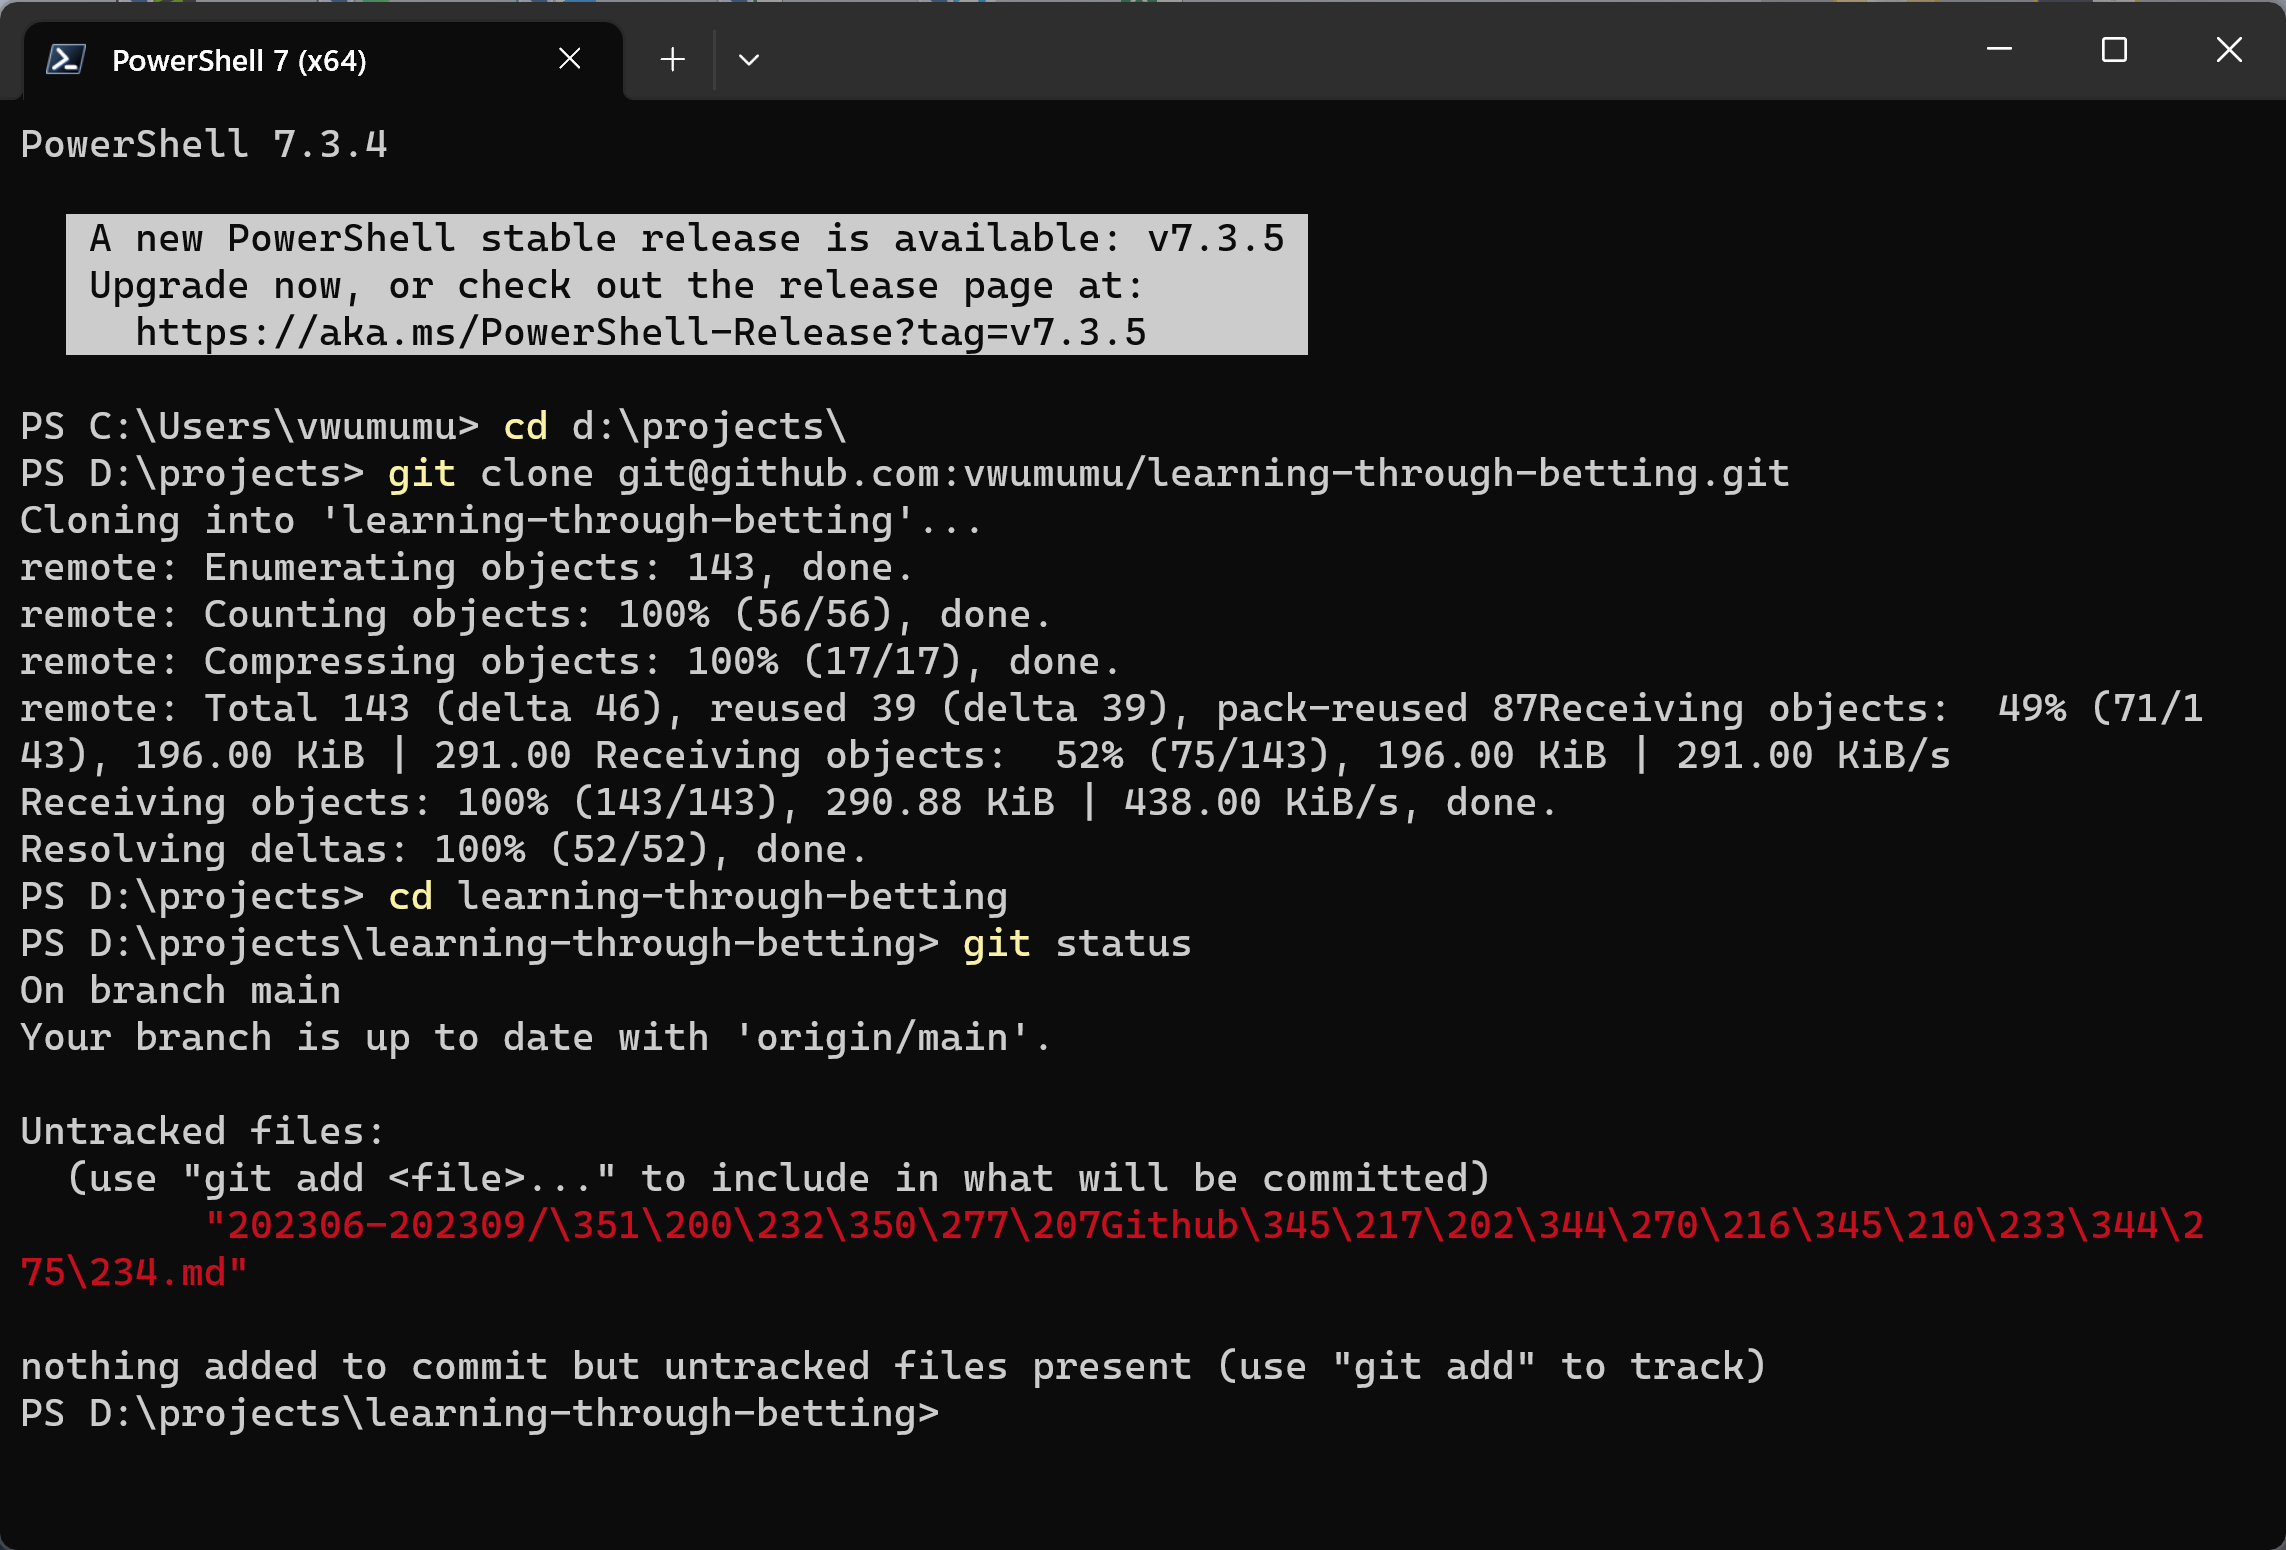 PowerShell 7 (x64)
PowerShell 7.3.4
A new PowerShell stable release is available: v7.3.5
Upgrade now, or check out the release page at:
https://aka.ms/PowerShell-Release?tag=v7.3.5
PS C:\Users\vwumumu> cd d:\projects\
PS D:\projects> git clone git@github.com:vwumumu/learning-through-betting.git
Cloning into 'learning-through-betting'...
remote: Enumerating objects: 143, done.
remote: Counting objects: 100% (56/56), done.
remote: Compressing objects: 100% (17/17), done.
remote: Total 143 (delta 46), reused 39 (delta 39), pack-reused 87Receiving objects:  49% (71/1
43), 196.00 KiB | 291.00 Receiving objects:  52% (75/143), 196.00 KiB | 291.00 KiB/s
Receiving objects: 100% (143/143), 290.88 KiB | 438.00 KiB/s, done.
Resolving deltas: 100% (52/52), done.
PS D:\projects> cd learning-through-betting
PS D:\projects\learning-through-betting> git status
On branch main
Your branch is up to date with 'origin/main'.
Untracked files:
(use "git add <file>..." to include in what will be committed)
"202306-202309/\351\200\232\350\277\207Github\345\217\202\344\270\216\345\210\233\344\2
75\234.md"
nothing added to commit but untracked files present (use "git add" to track)
PS D:\projects\learning-through-betting>